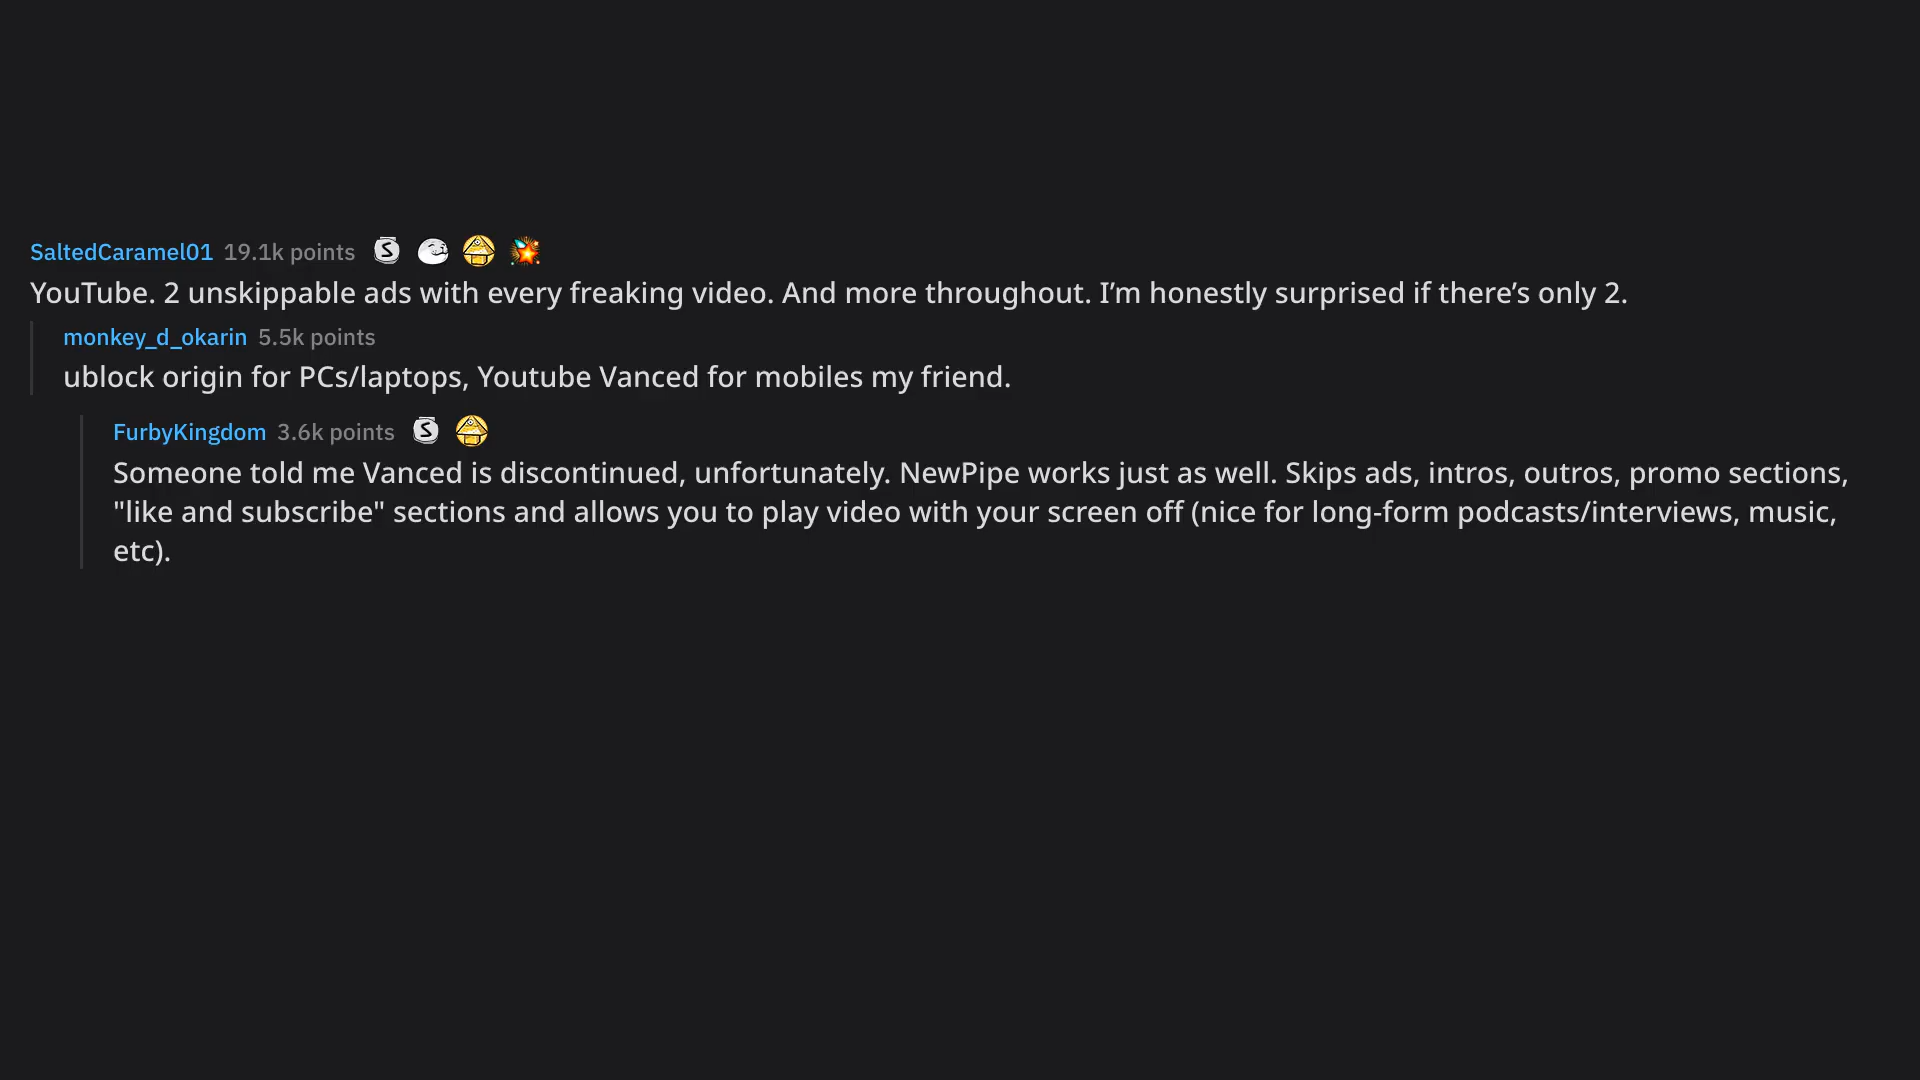 SaltedCaramel01 19.1k points
YouTube. 2 unskippable ads with every freaking video. And more throughout. I’m honestly surprised if there’s only 2.
monkey_d_okarin 5.5k points
ublock origin for PCs/laptops, Youtube Vanced for mobiles my friend.
FurbyKingdom 3.6k points
Someone told me Vanced is discontinued, unfortunately. NewPipe works just as well. Skips ads, intros, outros, promo sections,
"like and subscribe" sections and allows you to play video with your screen off (nice for long-form podcasts/interviews, music,
etc).